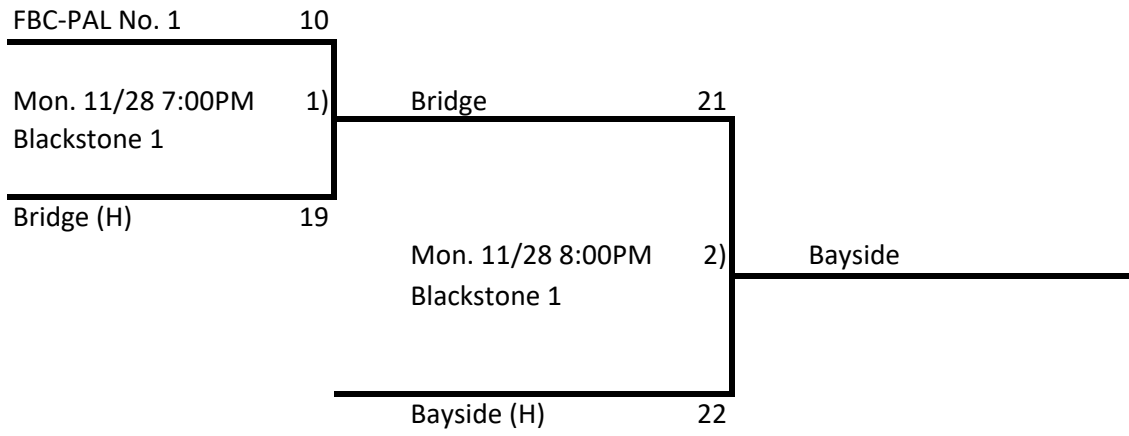 FBC-PAL No. 1 10
Mon. 11/28 7:00PM 1)
Blackstone 1
Bridge (H) 19
Bridge 21
Mon. 11/28 8:00PM 2)
Blackstone 1
Bayside (H) 22
Bayside